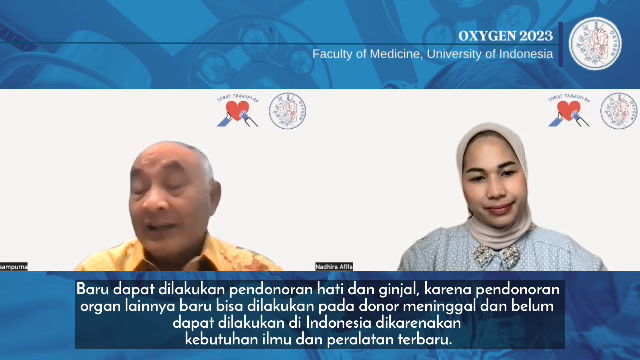 OXYGEN 2023
Faculty of Medicine, University of Indonesia
sampurna
Nadhira Afifa
Baru dapat dilakukan pendonoran hati dan ginjal, karena pendonoran
organ lainnya baru bisa dilakukan pada donor meninggal dan belum
dapat dilakukan di Indonesia dikarenakan
kebutuhan ilmu dan peralatan terbaru.